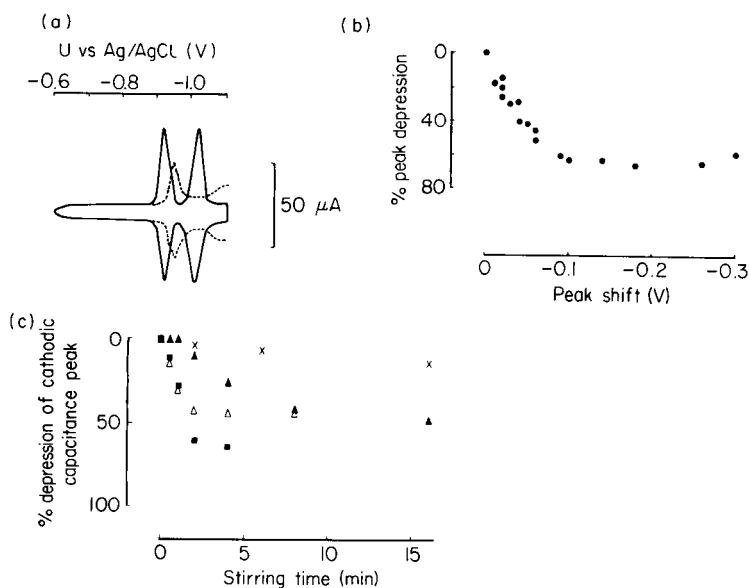 (a)
U vs Ag/AgCl (V)
-0.6 -0.8 -1.0
50 μA
(b)
% peak depression
0
40
80
0 -0.1 -0.2 -0.3
Peak shift (V)
(c)
% depression of cathodic
capacitance peak
0
50
100
0 5 10 15
Stirring time (min)